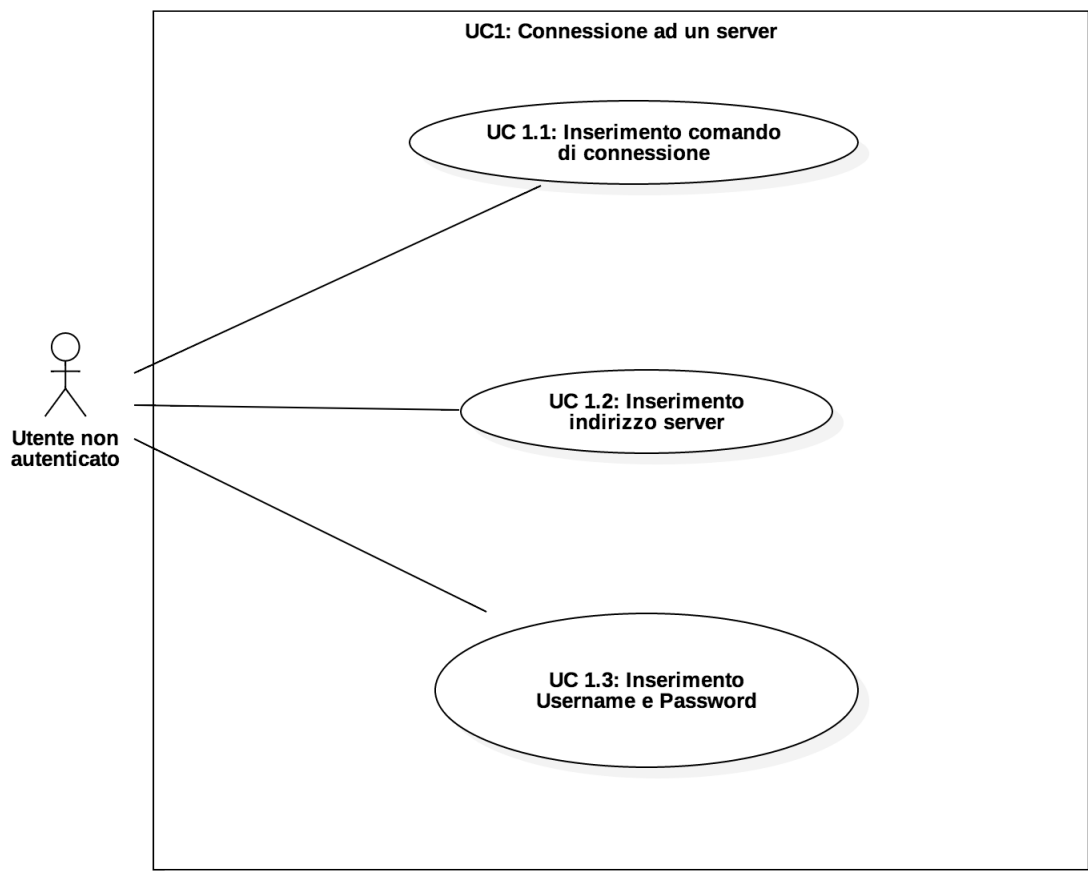 UC1: Connessione ad un server
UC 1.1: Inserimento comando
di connessione
UC 1.2: Inserimento
indirizzo server
Utente non
autenticato
UC 1.3: Inserimento
Username e Password